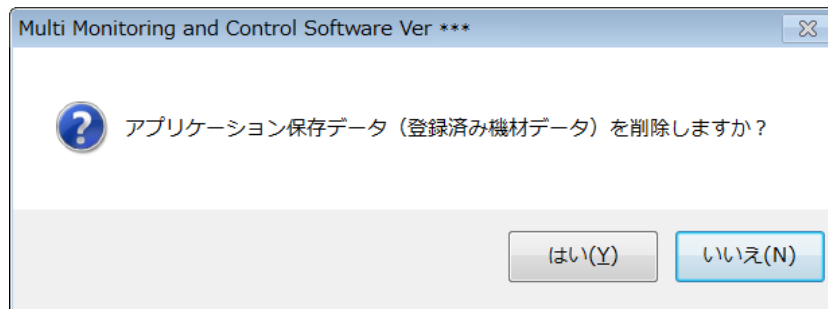 Multi Monitoring and Control Software Ver ***
アプリケーション保存データ（登録済み機材データ）を削除しますか？
はい(Y)
いいえ(N)